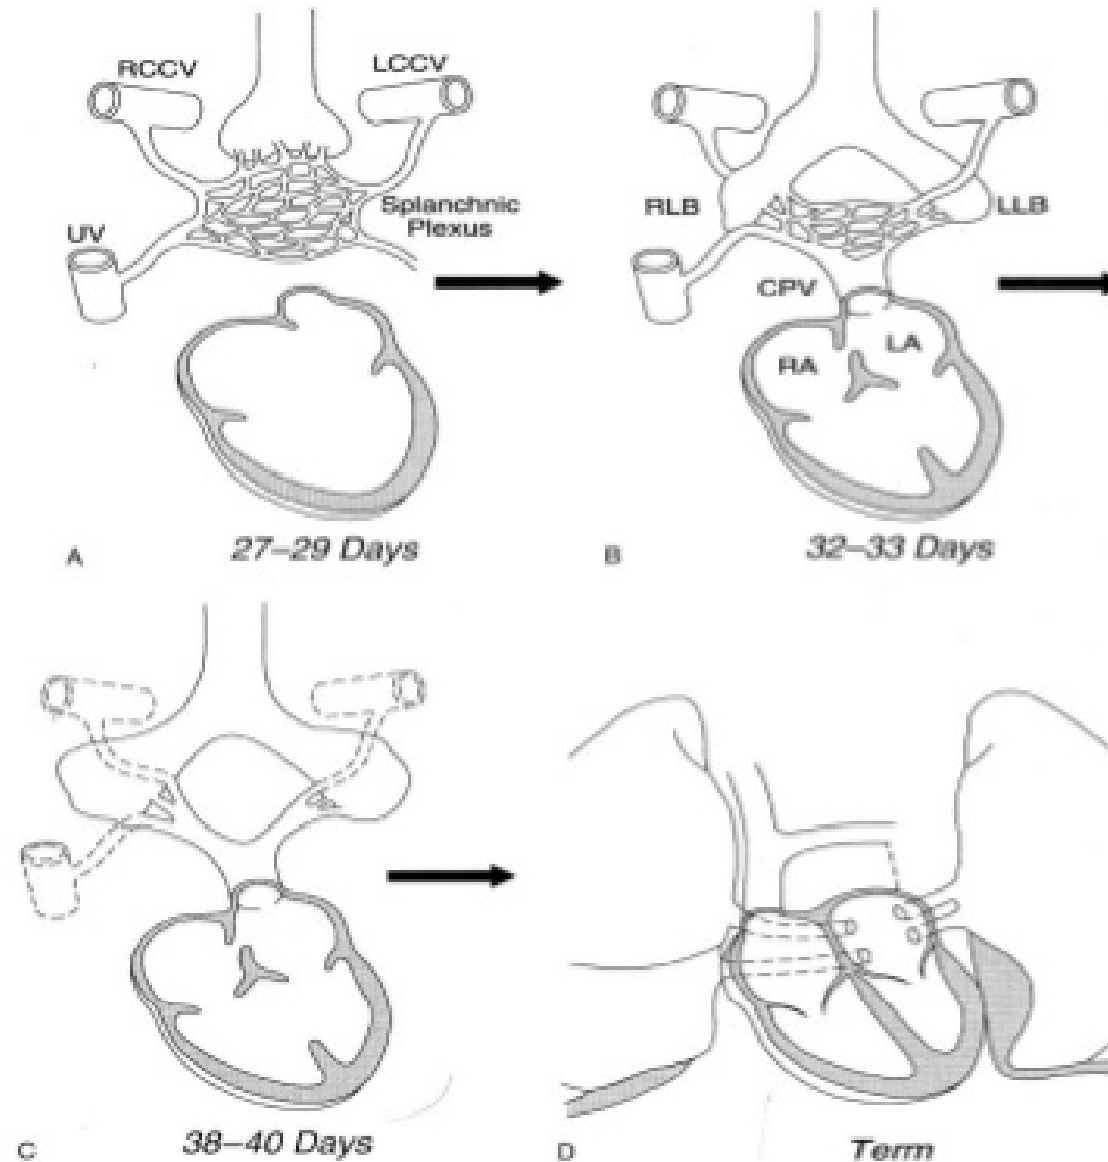 RCCV
LCCV
Splanchnic
Plexus
UV
A
27–29 Days
RLB
LLB
CPV
LA
RA
B
32–33 Days
C
38–40 Days
D
Term